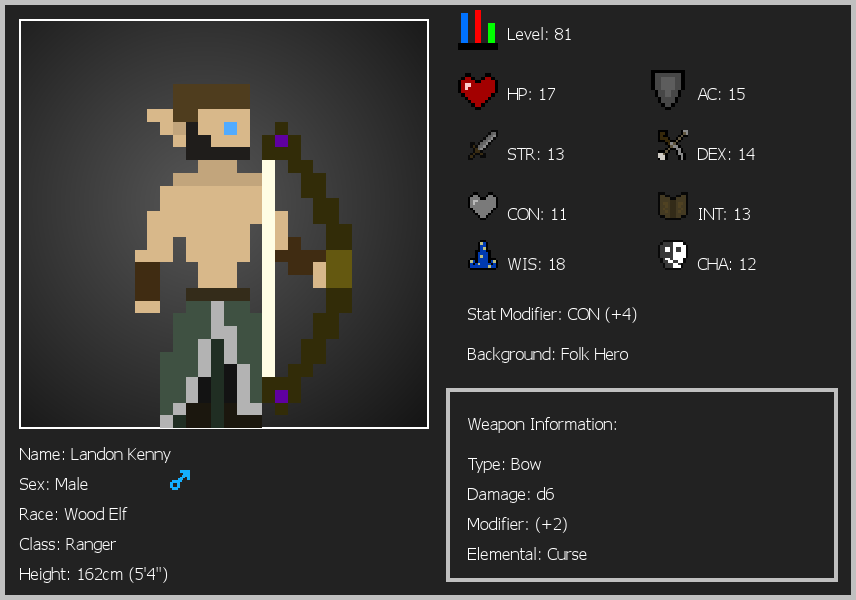 Level: 81
HP: 17
AC: 15
STR: 13
DEX: 14
CON: 11
INT: 13
WIS: 18
CHA: 12
Stat Modifier: CON (+4)
Background: Folk Hero
Name: Landon Kenny
Sex: Male
Race: Wood Elf
Class: Ranger
Height: 162cm (5'4")
Weapon Information:
Type: Bow
Damage: d6
Modifier: (+2)
Elemental: Curse